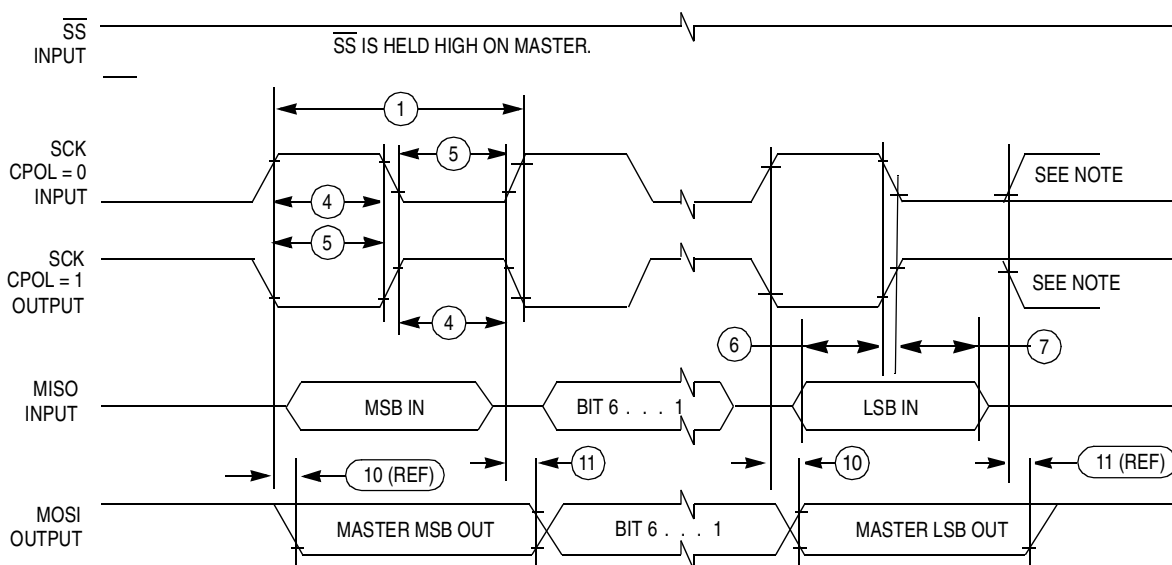 SS
INPUT
SS IS HELD HIGH ON MASTER.
1
SCK
CPOL = 0
INPUT
5
SEE NOTE
4
5
SCK
CPOL = 1
OUTPUT
SEE NOTE
4
6
7
MISO
INPUT
MSB IN
BIT 6 . . . 1
LSB IN
10 (REF)
11
10
11 (REF)
MOSI
OUTPUT
MASTER MSB OUT
BIT 6 . . . 1
MASTER LSB OUT